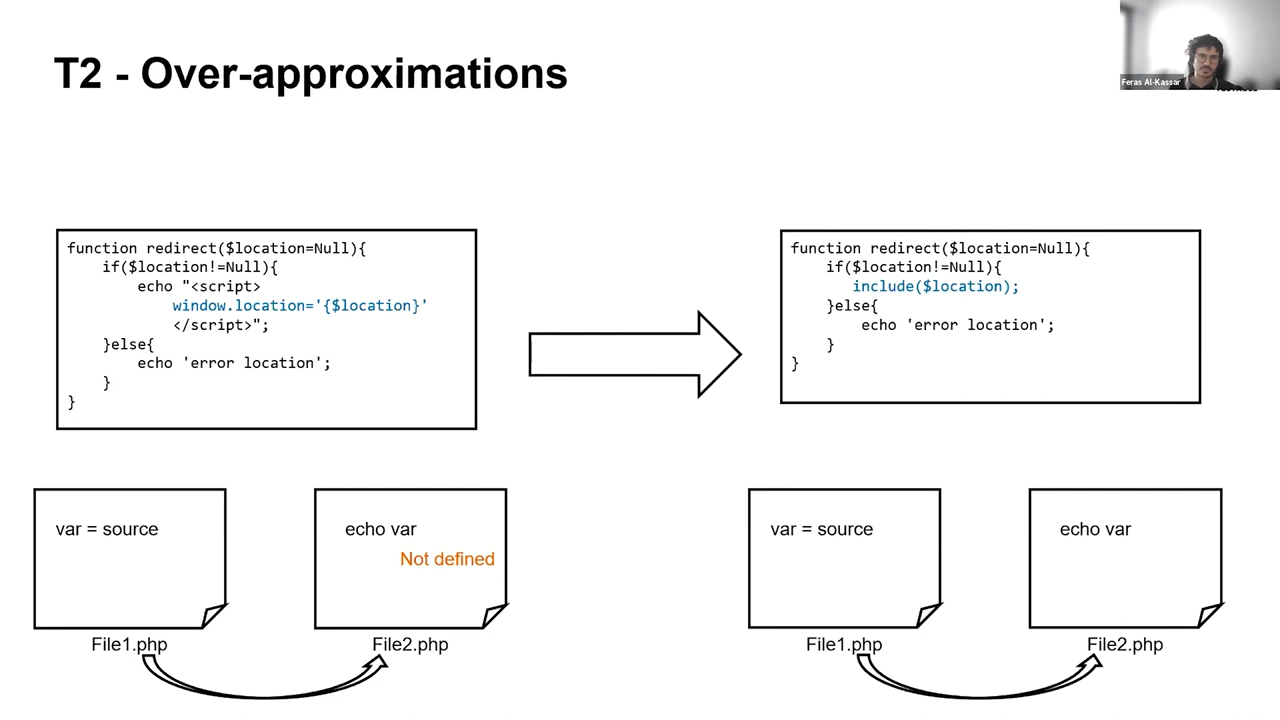 T2 - Over-approximations
Feras Al-Kassar
function redirect($location=Null){
    if($location!=Null){
        echo "<script>
            window.location='{$location}'
            </script>";
    }else{
        echo 'error location';
    }
}
function redirect($location=Null){
    if($location!=Null){
       include($location);
    }else{
        echo 'error location';
    }
}
var = source
echo var
Not defined
File1.php
File2.php
var = source
echo var
File1.php
File2.php